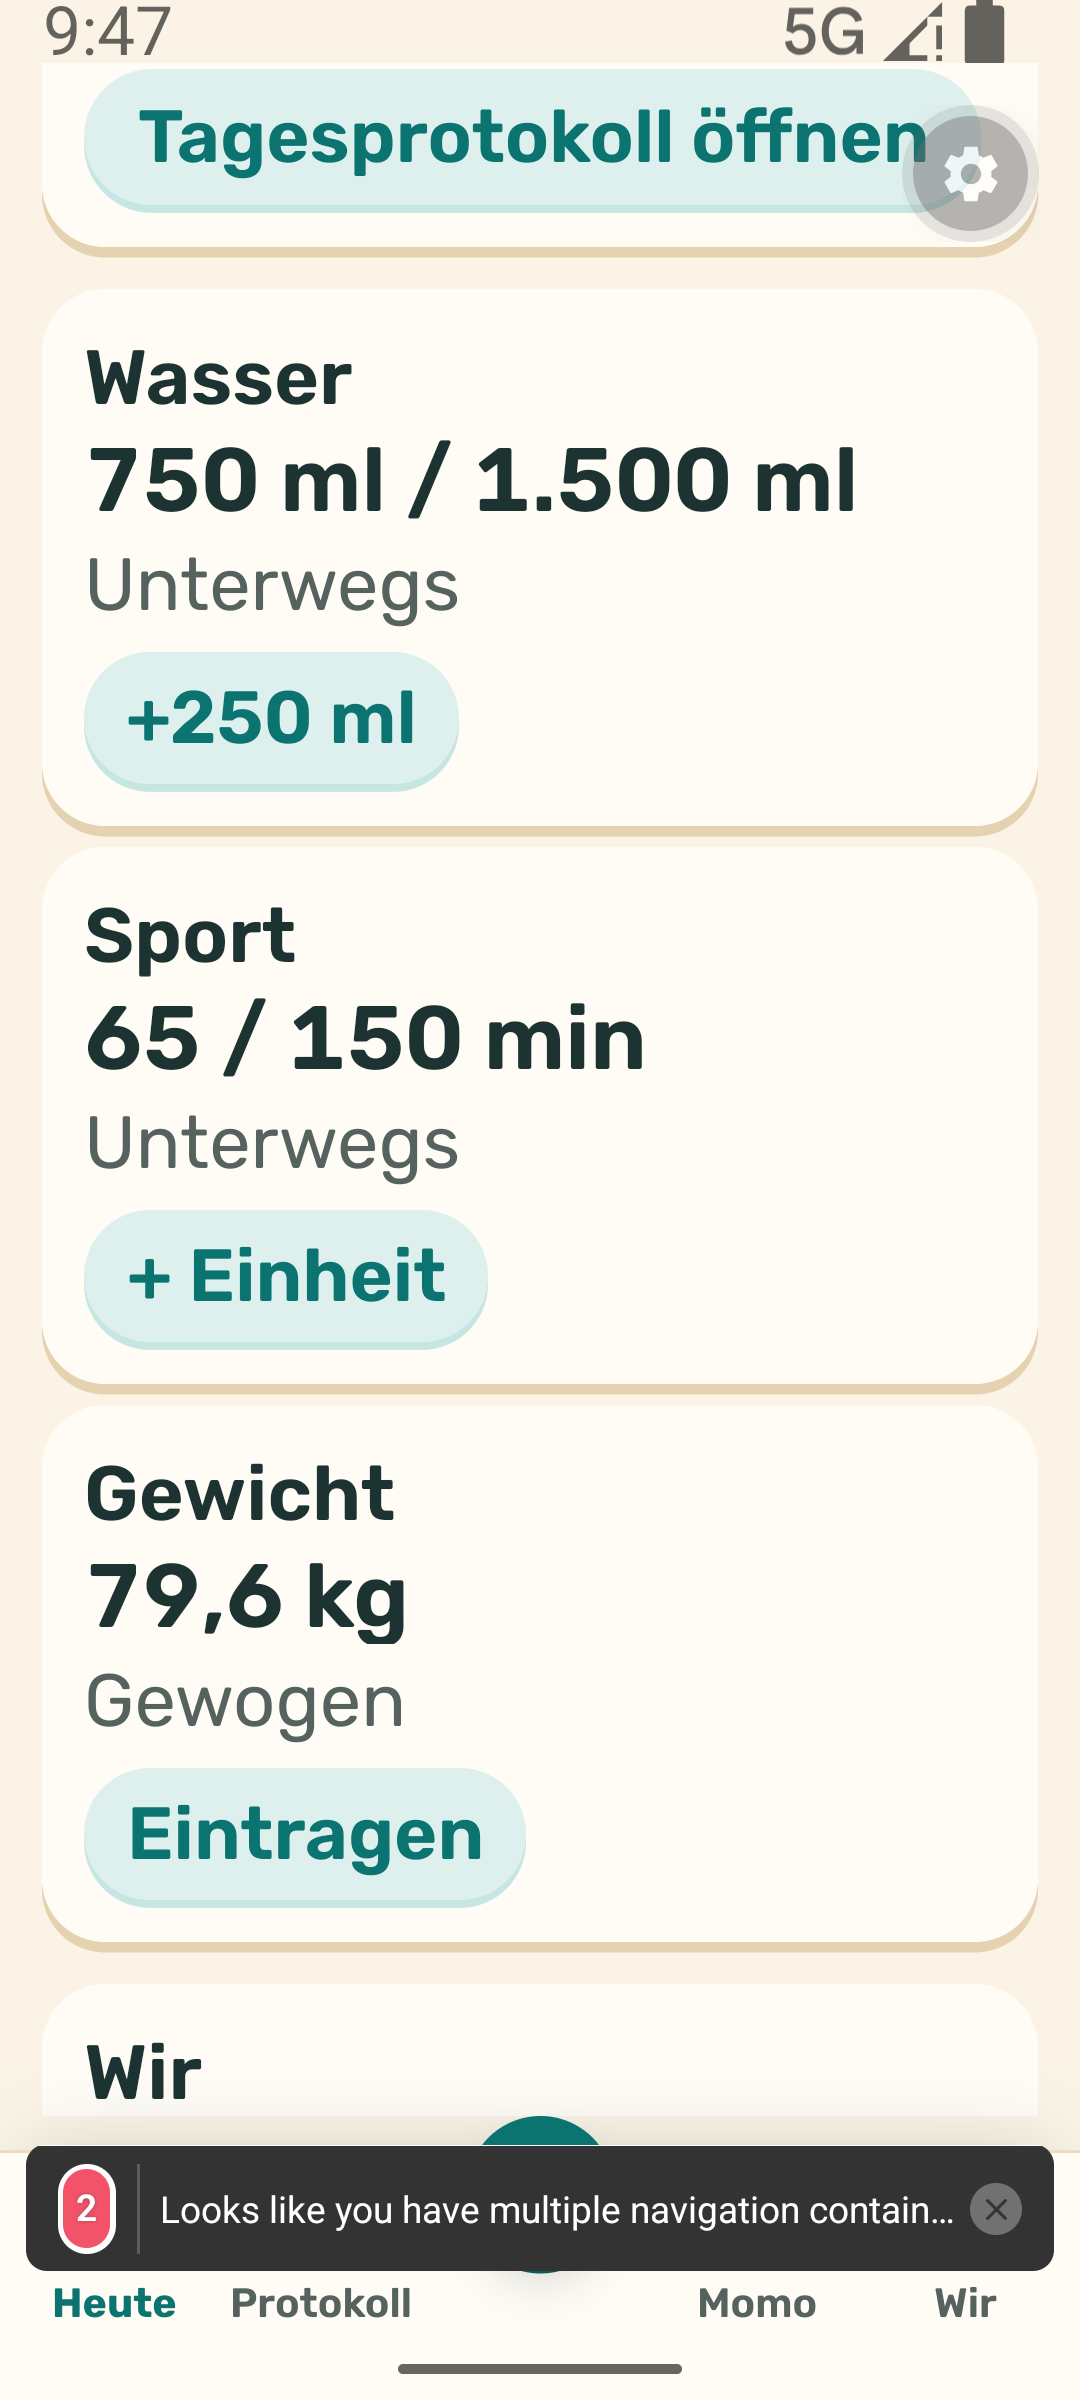 9:47
5G
Tagesprotokoll öffnen
Wasser
750 ml / 1.500 ml
Unterwegs
+250 ml
Sport
65 / 150 min
Unterwegs
+ Einheit
Gewicht
79,6 kg
Gewogen
Eintragen
Wir
2
Looks like you have multiple navigation contain...
Heute
Protokoll
Momo
Wir